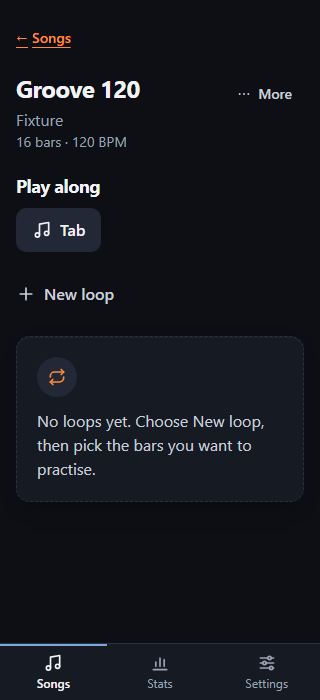 ← Songs
Groove 120
··· More
Fixture
16 bars · 120 BPM
Play along
Tab
+ New loop
No loops yet. Choose New loop,
then pick the bars you want to
practise.
Songs
Stats
Settings